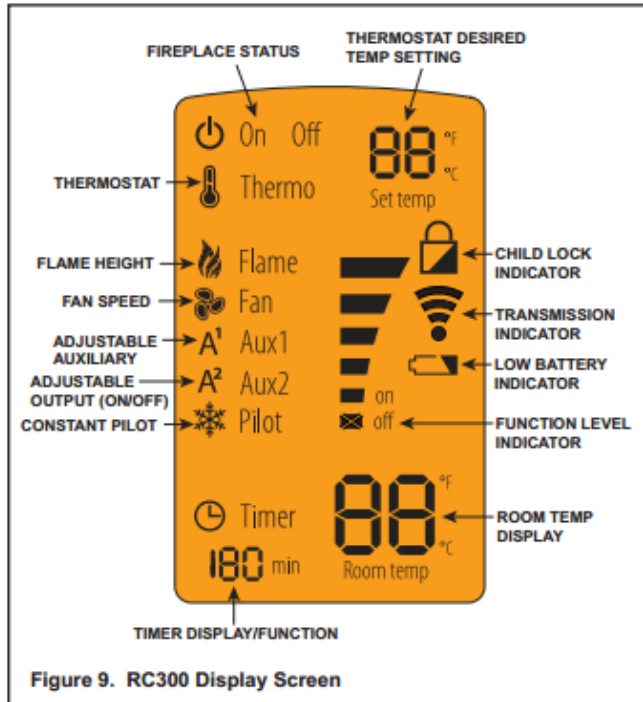 FIREPLACE STATUS
THERMOSTAT DESIRED
TEMP SETTING
On Off
88 °F
°C
THERMOSTAT
Thermo
Set temp
FLAME HEIGHT
Flame
CHILD LOCK
INDICATOR
FAN SPEED
Fan
TRANSMISSION
INDICATOR
ADJUSTABLE
AUXILIARY
A¹ Aux1
LOW BATTERY
INDICATOR
ADJUSTABLE
OUTPUT (ON/OFF)
A² Aux2
on
CONSTANT PILOT
Pilot
off
FUNCTION LEVEL
INDICATOR
Timer
88 °F
°C
ROOM TEMP
DISPLAY
180 min
Room temp
TIMER DISPLAY/FUNCTION
Figure 9. RC300 Display Screen